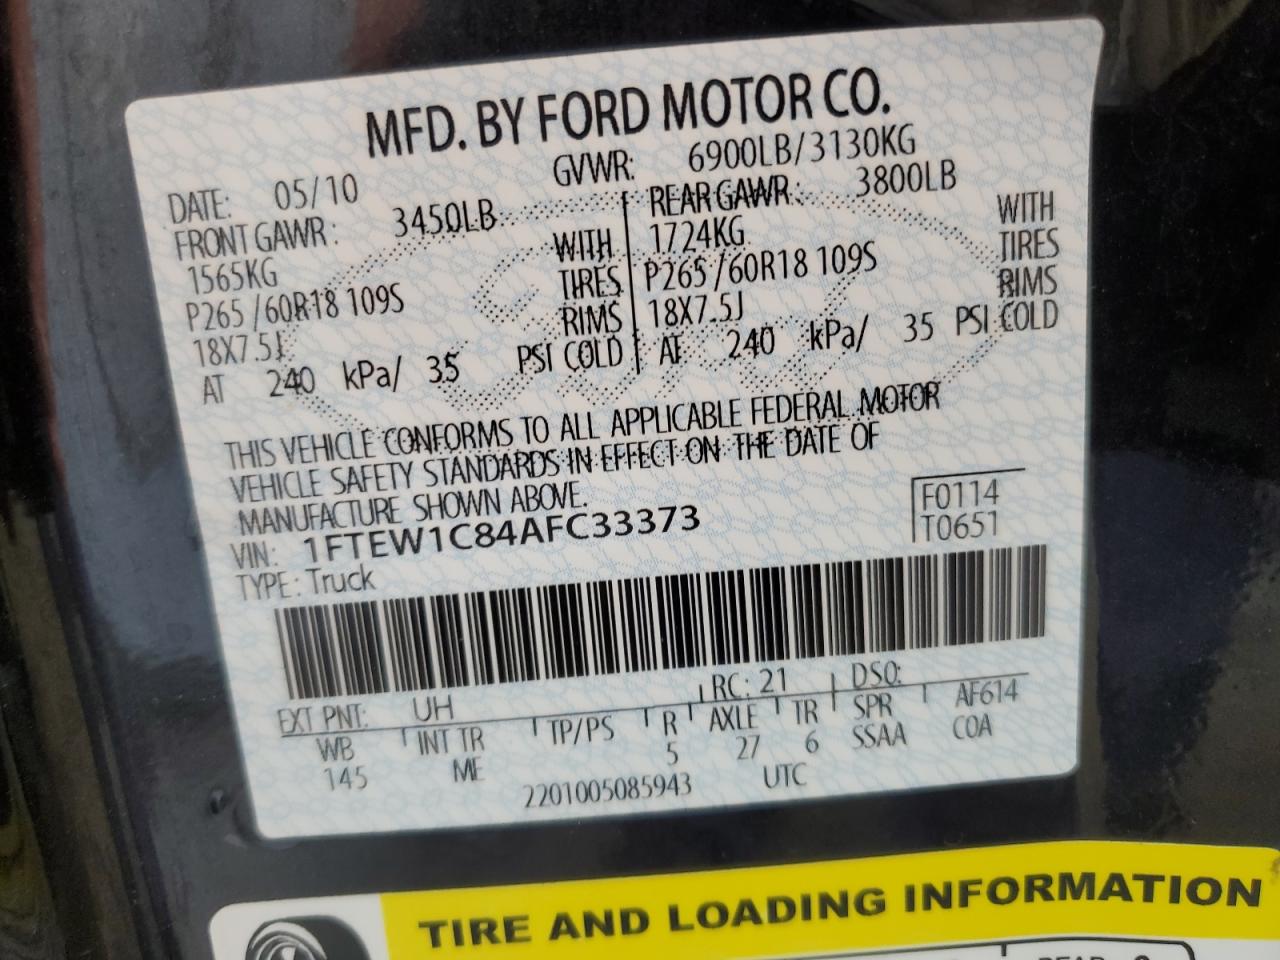 MFD. BY FORD MOTOR CO.
DATE: 05/10 GVWR: 6900LB/3130KG
FRONT GAWR: 3450LB
1565KG WITH
P265/60R18 109S TIRES
18X7.5J RIMS
AT 240 kPa/ 35 PSI COLD
REAR GAWR: 3800LB
1724KG WITH
P265/60R18 109S TIRES
18X7.5J RIMS
AT 240 kPa/ 35 PSI COLD
THIS VEHICLE CONFORMS TO ALL APPLICABLE FEDERAL MOTOR
VEHICLE SAFETY STANDARDS IN EFFECT ON THE DATE OF
MANUFACTURE SHOWN ABOVE.
VIN: 1FTEW1C84AFC33373
TYPE: Truck
F0114
T0651
EXT PNT: UH RC: 21 DSO:
WB INT TR TP/PS R AXLE TR SPR AF614
145 ME 5 27 6 SSAA COA
2201005085943 UTC
TIRE AND LOADING INFORMATION